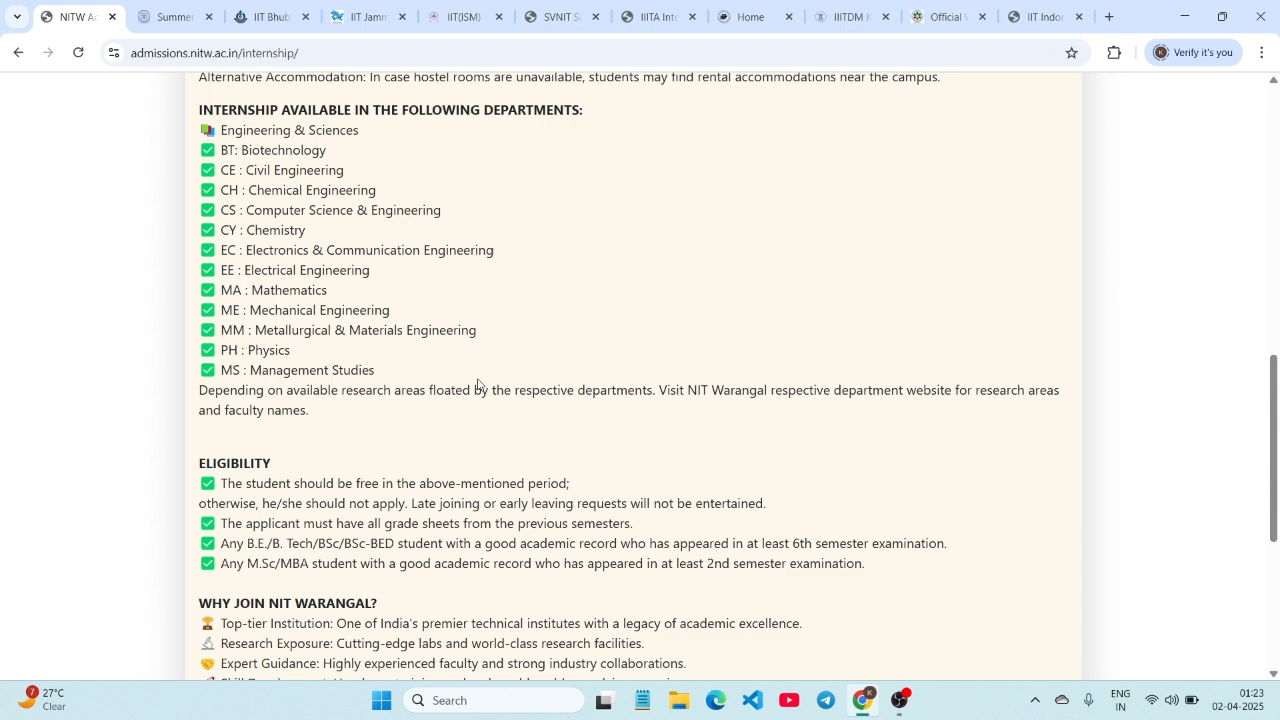 NITW Ac
Summer
IIT Bhub
IIT Jam
IIT(ISM)
SVNIT S
IIITA Int
Home
IIITDM K
Official V
IIT Indor
admissions.nitw.ac.in/internship/
Verify it's you
Alternative Accommodation: In case hostel rooms are unavailable, students may find rental accommodations near the campus.
INTERNSHIP AVAILABLE IN THE FOLLOWING DEPARTMENTS:
Engineering & Sciences
BT: Biotechnology
CE : Civil Engineering
CH : Chemical Engineering
CS : Computer Science & Engineering
CY : Chemistry
EC : Electronics & Communication Engineering
EE : Electrical Engineering
MA : Mathematics
ME : Mechanical Engineering
MM : Metallurgical & Materials Engineering
PH : Physics
MS : Management Studies
Depending on available research areas floated by the respective departments. Visit NIT Warangal respective department website for research areas
and faculty names.
ELIGIBILITY
The student should be free in the above-mentioned period;
otherwise, he/she should not apply. Late joining or early leaving requests will not be entertained.
The applicant must have all grade sheets from the previous semesters.
Any B.E./B. Tech/BSc/BSc-BED student with a good academic record who has appeared in at least 6th semester examination.
Any M.Sc/MBA student with a good academic record who has appeared in at least 2nd semester examination.
WHY JOIN NIT WARANGAL?
Top-tier Institution: One of India's premier technical institutes with a legacy of academic excellence.
Research Exposure: Cutting-edge labs and world-class research facilities.
Expert Guidance: Highly experienced faculty and strong industry collaborations.
7
27°C
Clear
Search
ENG
IN
01:23
02-04-2025